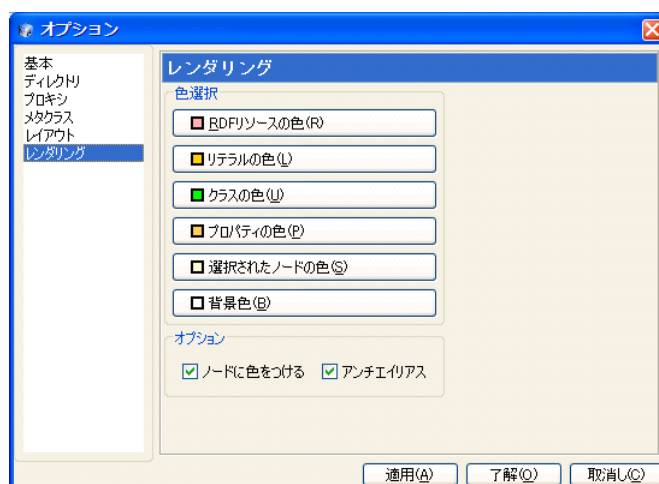 オプション
基本
ディレクトリ
プロキシ
メタクラス
レイアウト
レンダリング
レンダリング
色選択
RDFリソースの色(R)
リテラルの色(L)
クラスの色(U)
プロパティの色(P)
選択されたノードの色(S)
背景色(B)
オプション
ノードに色をつける アンチエイリアス
適用(A) 了解(O) 取消し(C)